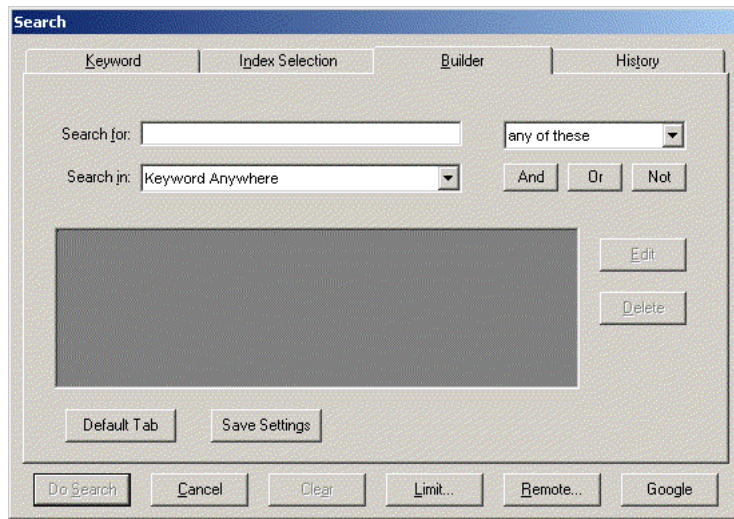 Search
Keyword Index Selection Builder History
Search for: any of these
Search in: Keyword Anywhere And Or Not
Edit
Delete
Default Tab Save Settings
Do Search Cancel Clear Limit... Remote... Google